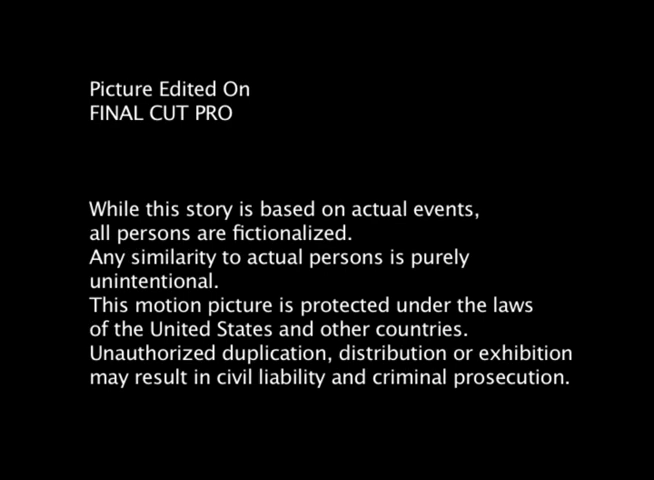 Picture Edited On
FINAL CUT PRO
While this story is based on actual events,
all persons are fictionalized.
Any similarity to actual persons is purely
unintentional.
This motion picture is protected under the laws
of the United States and other countries.
Unauthorized duplication, distribution or exhibition
may result in civil liability and criminal prosecution.